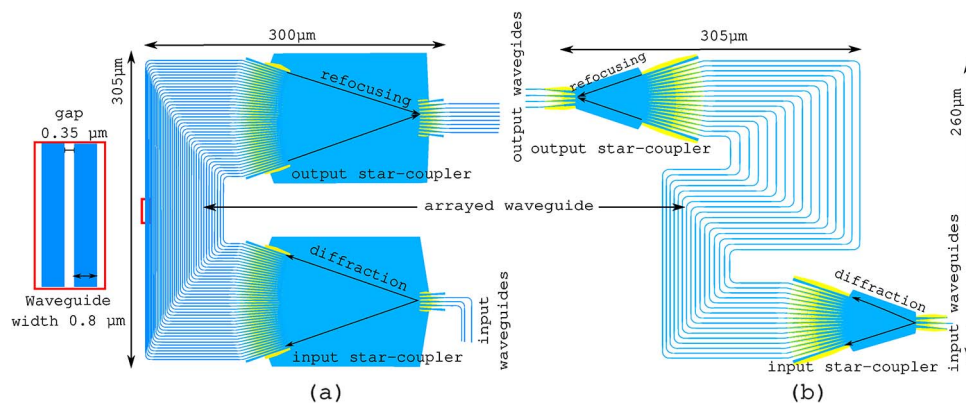 300µm
305µm
gap
0.35 µm
Waveguide
width 0.8 µm
refocusing
output star-coupler
arrayed waveguide
diffraction
input star-coupler
input
waveguides
(a)
output wavegides
305µm
refocusing
output star-coupler
260µm
diffraction
input star-coupler
input waveguides
(b)